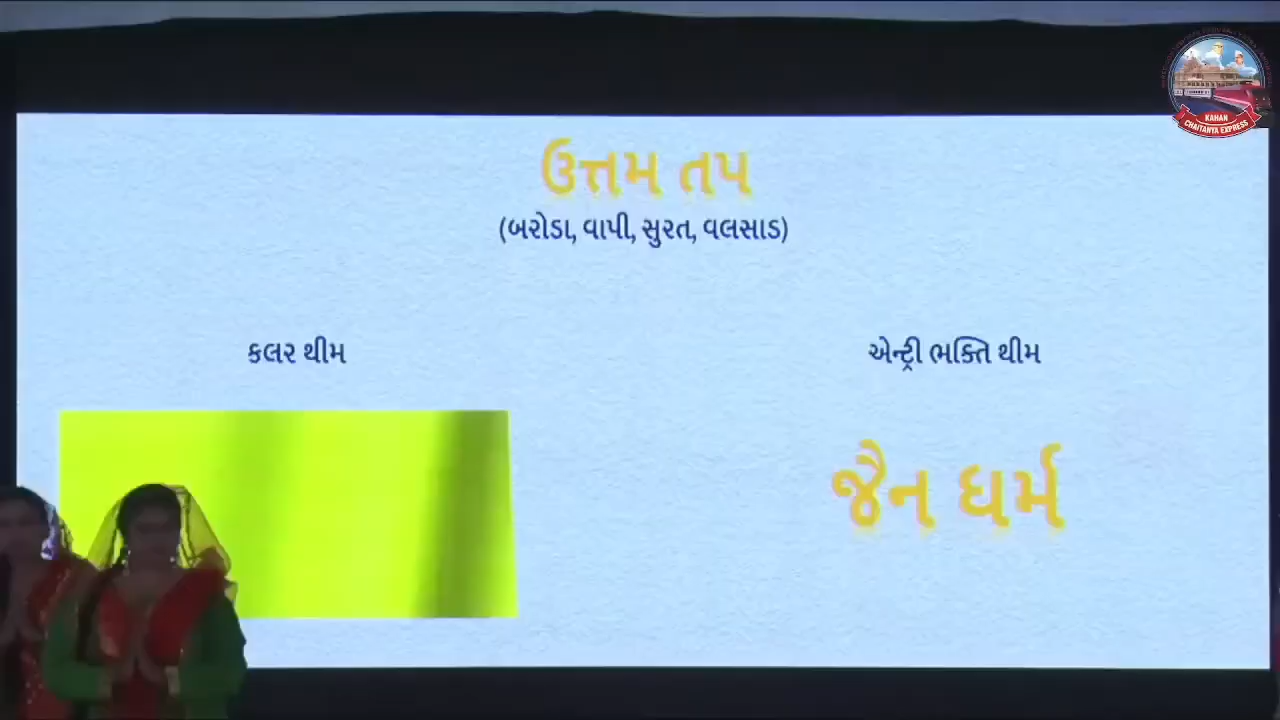 KAHAN
CHAITANYA EXPRESS
ઉત્તમ તપ
(બરોડા, વાપી, સુરત, વલસાડ)
કલર થીમ
એન્ટ્રી ભક્તિ થીમ
જૈન ધર્મ